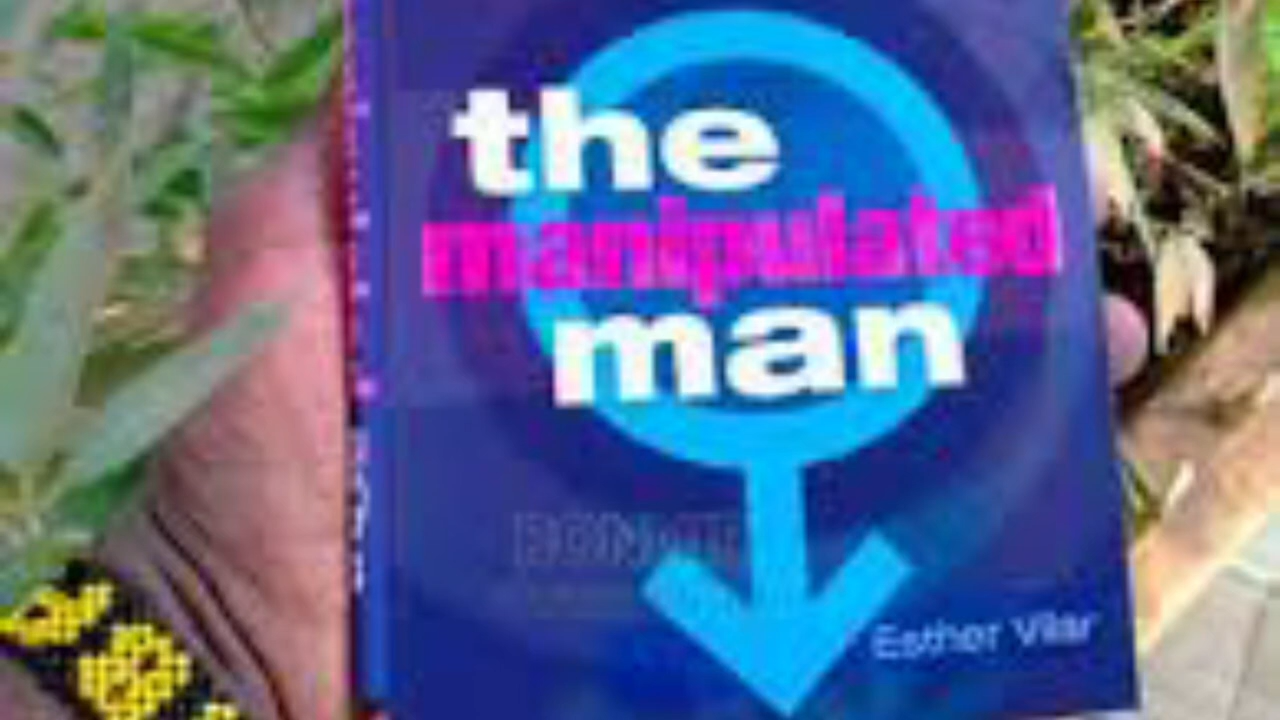 the
manipulated
man
Esther Vilar